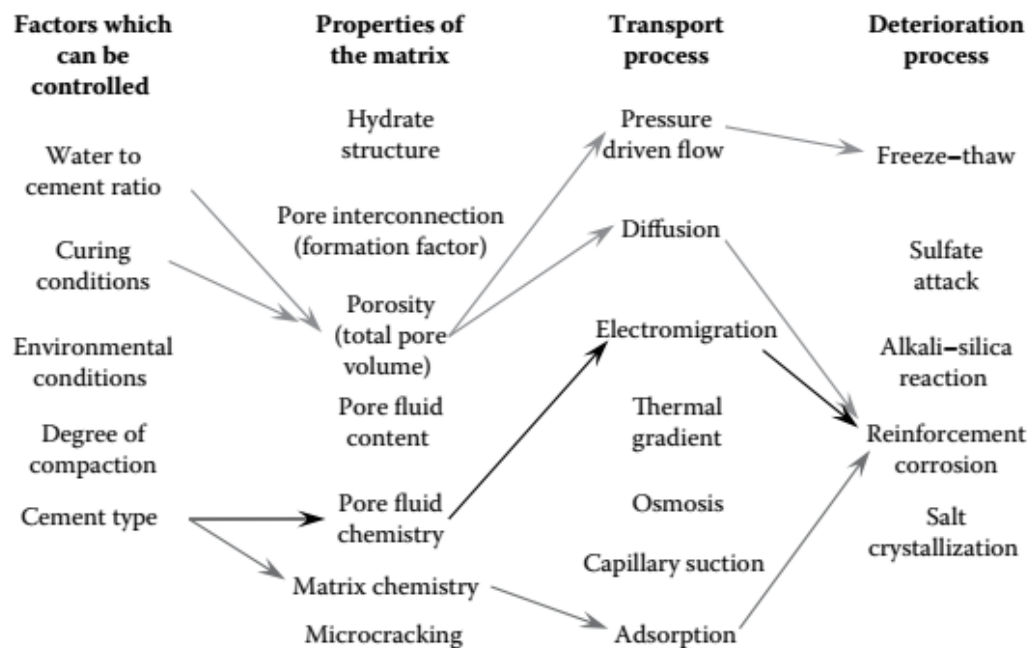 Factors which
can be
controlled
Water to
cement ratio
Curing
conditions
Environmental
conditions
Degree of
compaction
Cement type
Properties of
the matrix
Hydrate
structure
Pore interconnection
(formation factor)
Porosity
(total pore
volume)
Pore fluid
content
Pore fluid
chemistry
Matrix chemistry
Microcracking
Transport
process
Pressure
driven flow
Diffusion
Electromigration
Thermal
gradient
Osmosis
Capillary suction
Adsorption
Deterioration
process
Freeze–thaw
Sulfate
attack
Alkali–silica
reaction
Reinforcement
corrosion
Salt
crystallization